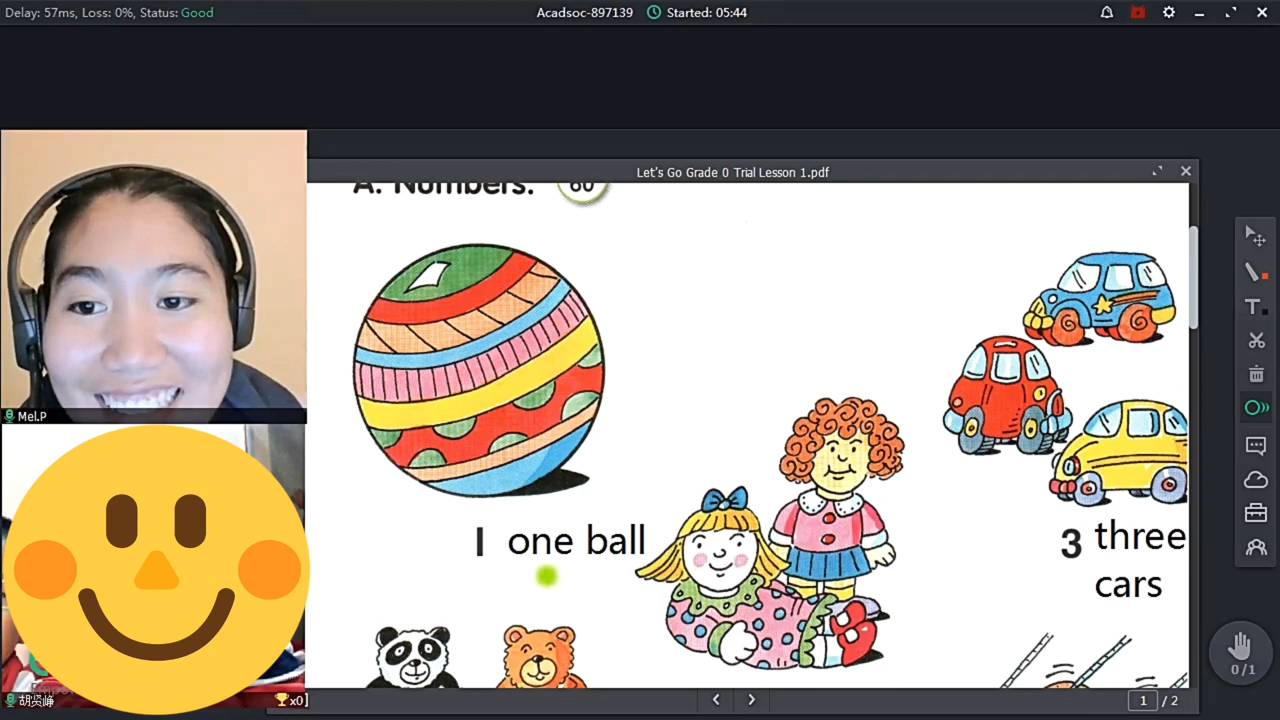 Delay: 57ms, Loss: 0%, Status: Good
Acadsoc-897139
Started: 05:44
Let's Go Grade 0 Trial Lesson 1.pdf
A. Numbers. 60
1 one ball
3 three
cars
Mel.P
胡贤峥
x0
1 / 2
0 / 1